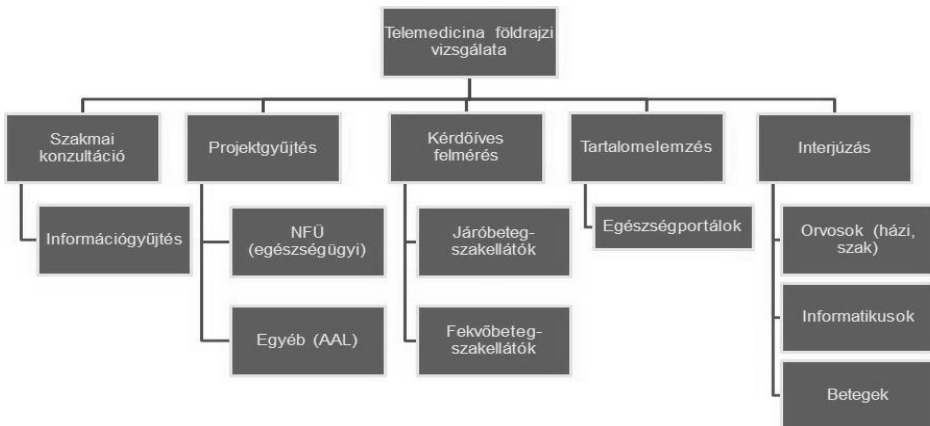 Telemedicina földrajzi
vizsgálata
Szakmai
konzultáció
Projektgyűjtés
Kérdőíves
felmérés
Tartalomelemzés
Interjúzás
Információgyűjtés
NFÜ
(egészségügyi)
Egyéb (AAL)
Járóbeteg-
szakellátók
Fekvőbeteg-
szakellátók
Egészségportálok
Orvosok (házi,
szak)
Informatikusok
Betegek